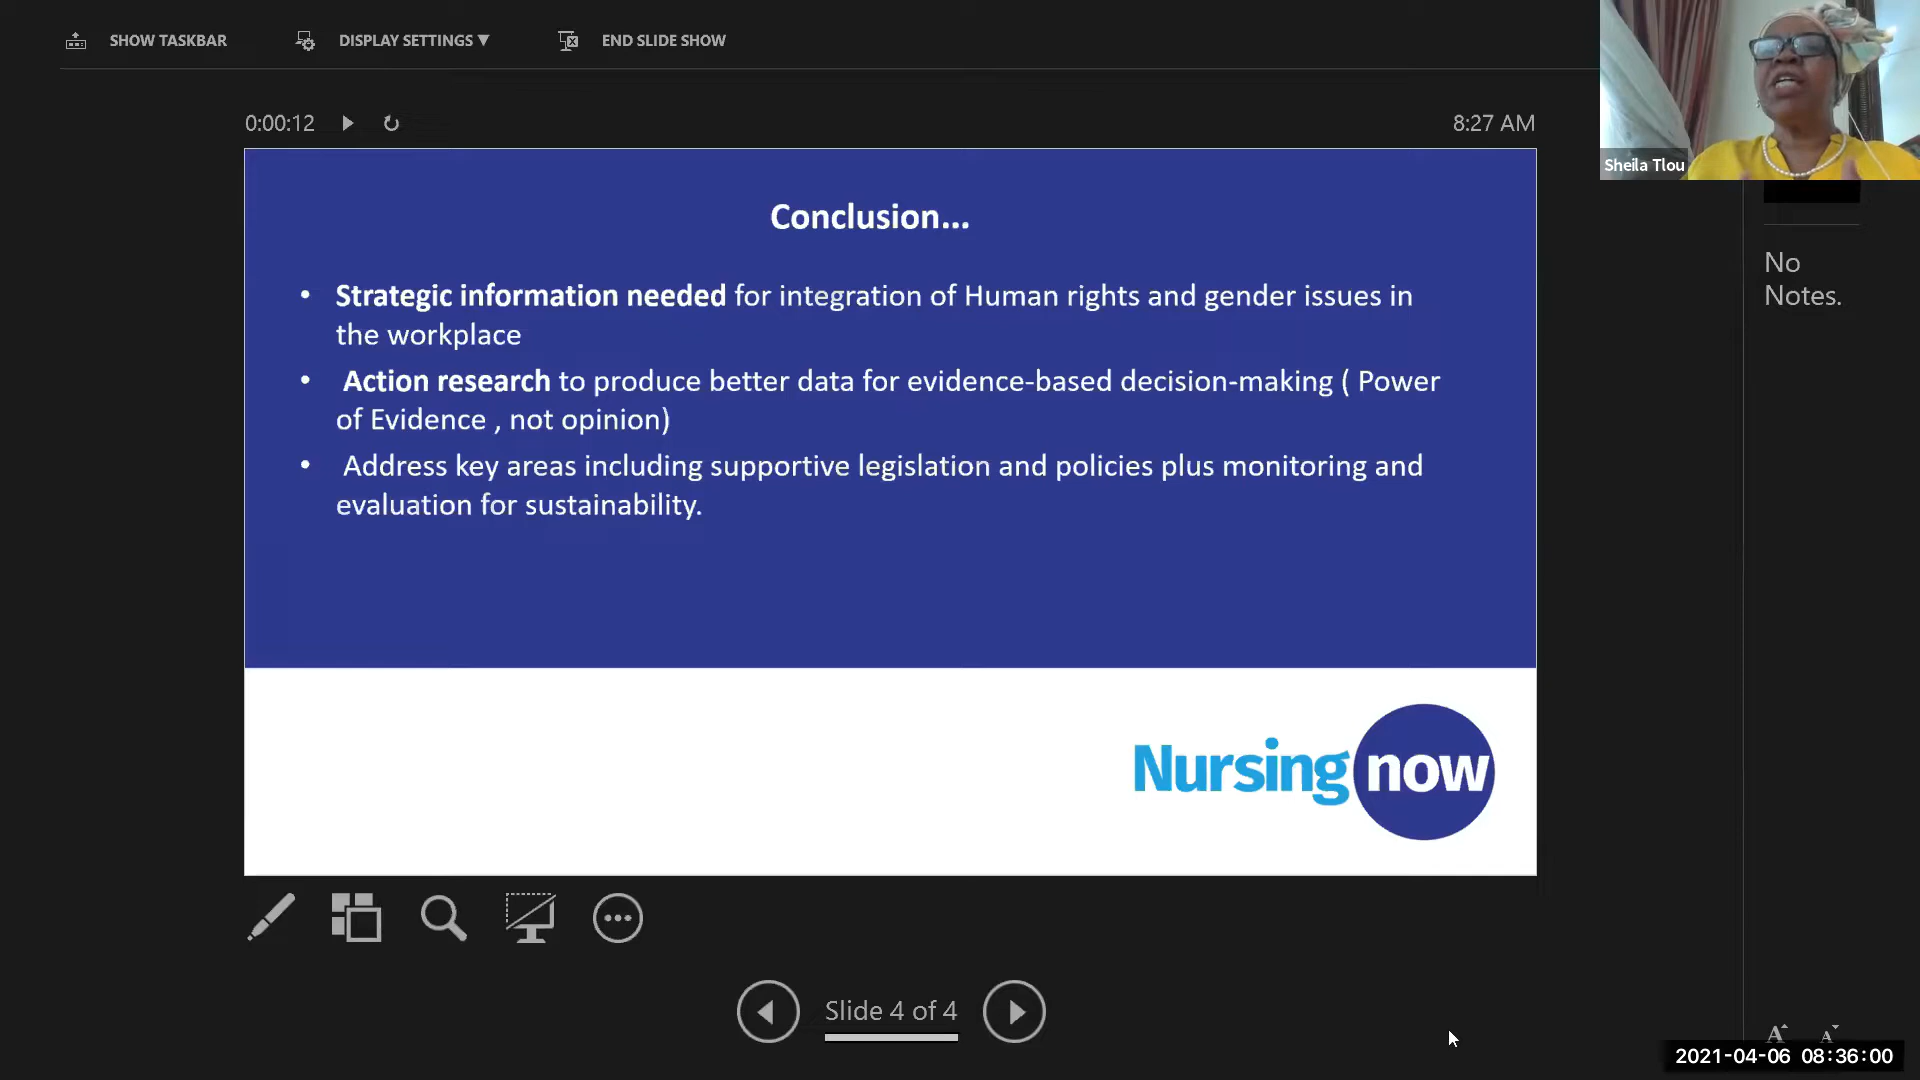 SHOW TASKBAR
DISPLAY SETTINGS ▼
END SLIDE SHOW
0:00:12
8:27 AM
Sheila Tlou
Conclusion...
• Strategic information needed for integration of Human rights and gender issues in
the workplace
• Action research to produce better data for evidence-based decision-making ( Power
of Evidence , not opinion)
• Address key areas including supportive legislation and policies plus monitoring and
evaluation for sustainability.
No
Notes.
Nursing now
Slide 4 of 4
A A
2021-04-06 08:36:00